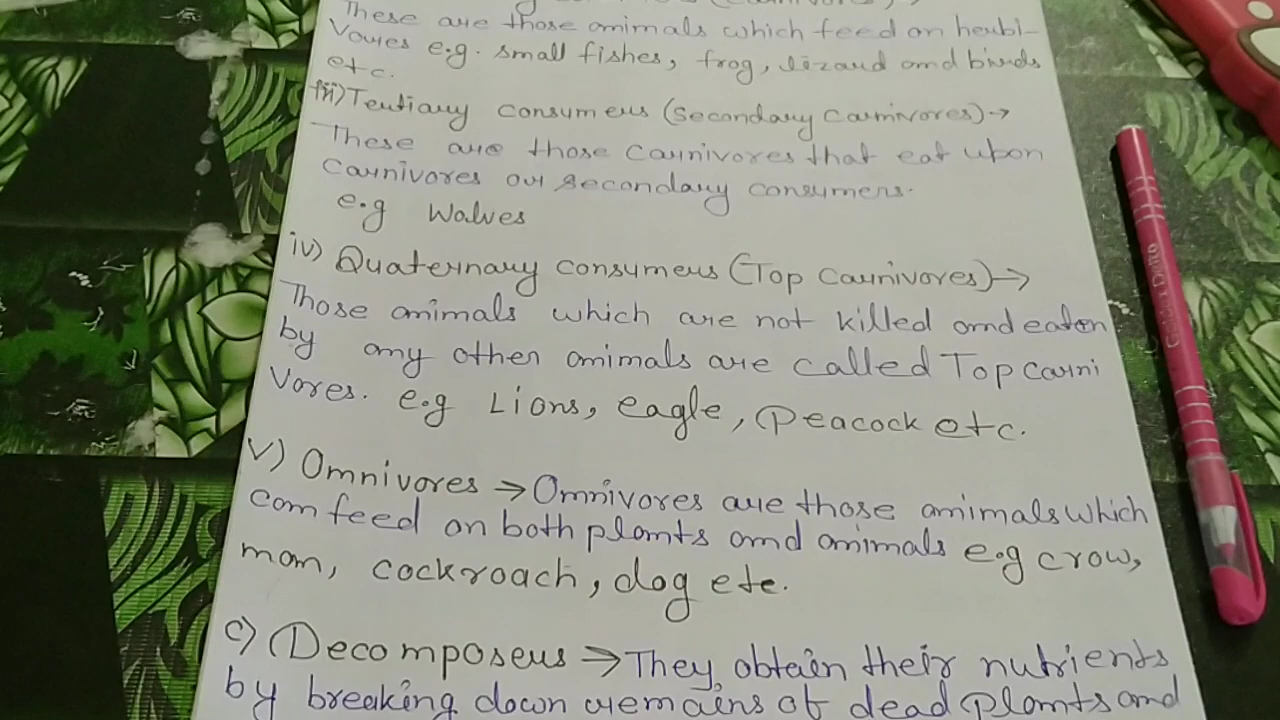 These are those animals which feed on herbi-
vores e.g. small fishes, frog, lizard and birds
etc.
iii) Tertiary consumers (Secondary Carnivores) →
These are those Carnivores that eat upon
Carnivores or secondary consumers.
e.g Walves
iv) Quaternary consumers (Top Carnivores) →
Those animals which are not killed and eaten
by any other animals are called Top carni
vores. e.g Lions, eagle, Peacock etc.
v) Omnivores → Omnivores are those animals which
can feed on both plants and animals e.g crow,
man, cockroach, dog etc.
c) Decomposers → They obtain their nutrients
by breaking down remains of dead plants and